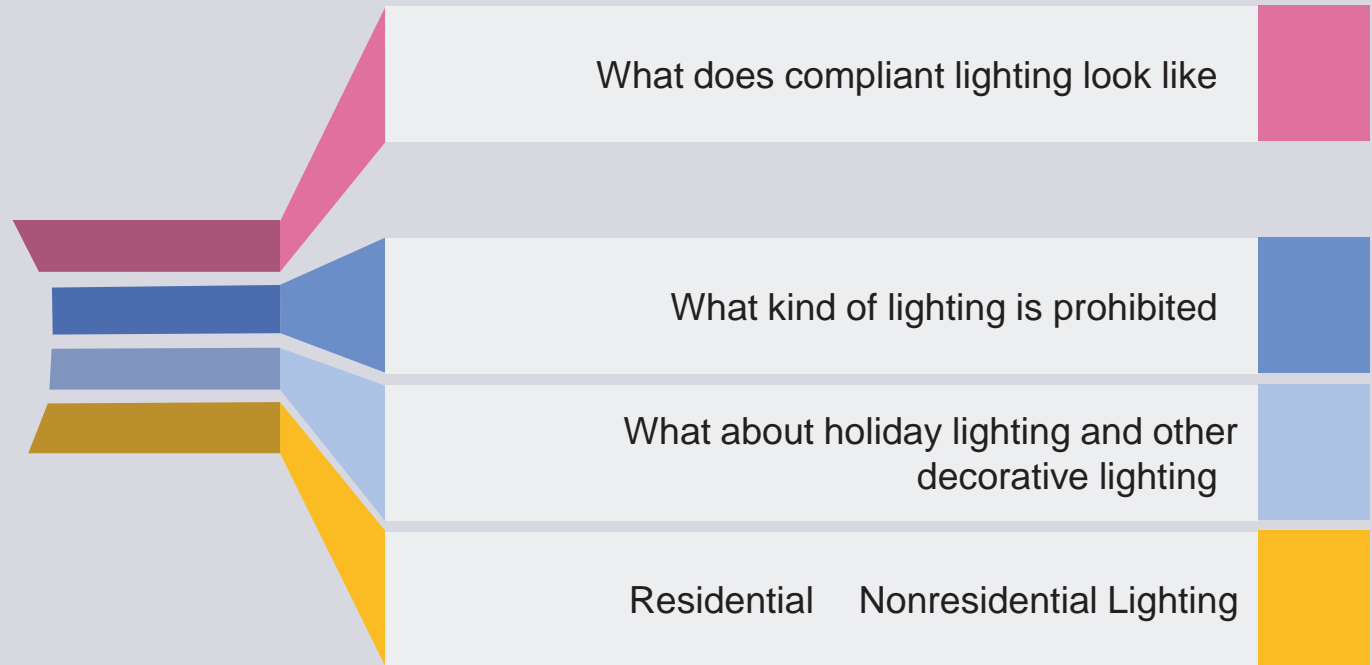 What does compliant lighting look like
What kind of lighting is prohibited
What about holiday lighting and other
decorative lighting
Residential Nonresidential Lighting